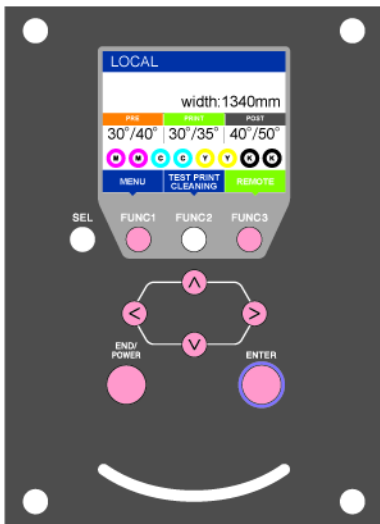 LOCAL
width:1340mm
PRE PRINT POST
30°/40° 30°/35° 40°/50°
M M C C Y Y K K
MENU TEST PRINT CLEANING REMOTE
SEL FUNC1 FUNC2 FUNC3
< ∧ > ∨
END/
POWER
ENTER